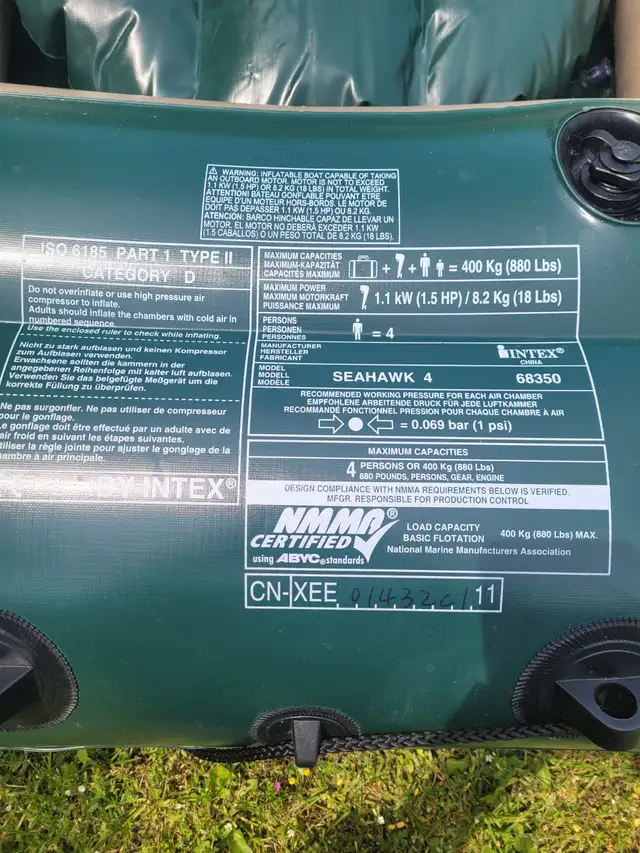 ⚠ WARNING: INFLATABLE BOAT CAPABLE OF TAKING
AN OUTBOARD MOTOR. MOTOR IS NOT TO EXCEED
1.1 KW (1.5 HP) OR 8.2 KG (18 LBS) IN TOTAL WEIGHT.
ATTENTION! BATEAU GONFLABLE POUVANT ETRE
EQUIPE D'UN MOTEUR HORS-BORDS. LE MOTEUR DE
DOIT PAS DEPASSER 1.1 KW (1.5 HP) OU 8.2 KG.
ATENCIÓN: BARCO HINCHABLE CAPAZ DE LLEVAR UN
MOTOR. EL MOTOR NO DEBERÁ EXCEDER DE 1.1 KW
(1.5 CABALLOS) O UN PESO TOTAL DE 8.2 KG (18 LBS).
ISO 6185 PART 1 TYPE II
CATEGORY D
Do not overinflate or use high pressure air
compressor to inflate.
Adults should inflate the chambers with cold air in
numbered sequence.
Use the enclosed ruler to check while inflating.
Nicht zu stark aufblasen und keinen Kompressor
zum Aufblasen verwenden.
Erwachsene sollten die kammern in der
angegebenen Reihenfolge mit kalter luft aufblasen.
Verwenden Sie das beigefügte Meßgerät um die
korrekte Füllung zu überprüfen.
Ne pas surgonfler. Ne pas utiliser de compresseur
pour le gonflage.
Le gonflage doit être effectué par un adulte avec de
air froid en suivant les étapes suivantes.
tiliser la règle jointe pour ajuster le gonglage de la
hambre à air principale.
INTEX®
MAXIMUM CAPACITIES
MAXIMUM-KAPAZITÄT
CAPACITÉS MAXIMUM
+ + = 400 Kg (880 Lbs)
MAXIMUM POWER
MAXIMUM MOTORKRAFT
PUISSANCE MAXIMUM
1.1 kW (1.5 HP) / 8.2 Kg (18 Lbs)
PERSONS
PERSONEN
PERSONNES
= 4
MANUFACTURER
HERSTELLER
FABRICANT
INTEX®
CHINA
MODEL
MODELL
MODÈLE
SEAHAWK 4 68350
RECOMMENDED WORKING PRESSURE FOR EACH AIR CHAMBER
EMPFOHLENE ARBEITENDE DRUCK FÜR JEDE LUFTKAMMER
RECOMMANDÉ FONCTIONNEL PRESSION POUR CHAQUE CHAMBRE À AIR
= 0.069 bar (1 psi)
MAXIMUM CAPACITIES
4 PERSONS OR 400 Kg (880 Lbs)
880 POUNDS, PERSONS, GEAR, ENGINE
DESIGN COMPLIANCE WITH NMMA REQUIREMENTS BELOW IS VERIFIED.
MFGR. RESPONSIBLE FOR PRODUCTION CONTROL
NMMA®
CERTIFIED
using ABYC® standards
LOAD CAPACITY
BASIC FLOTATION
400 Kg (880 Lbs) MAX.
National Marine Manufacturers Association
CN-XEE 01432C111